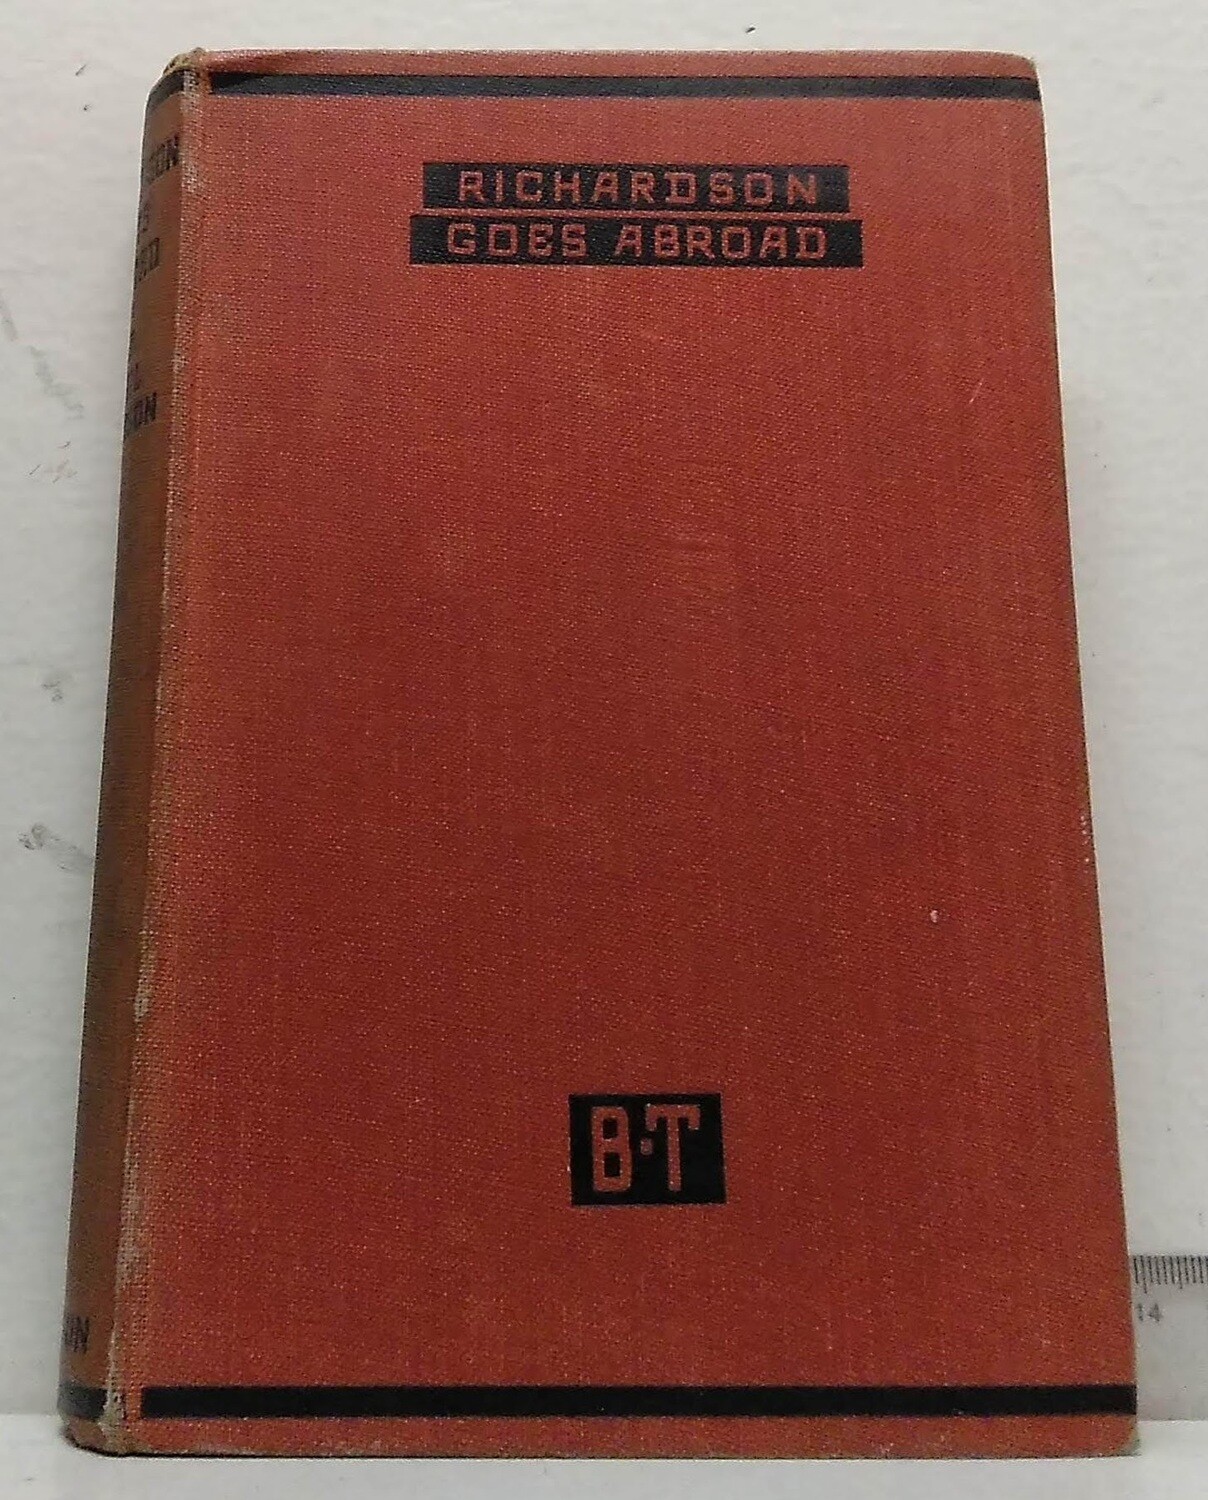 RICHARDSON
GOES ABROAD
B·T
14